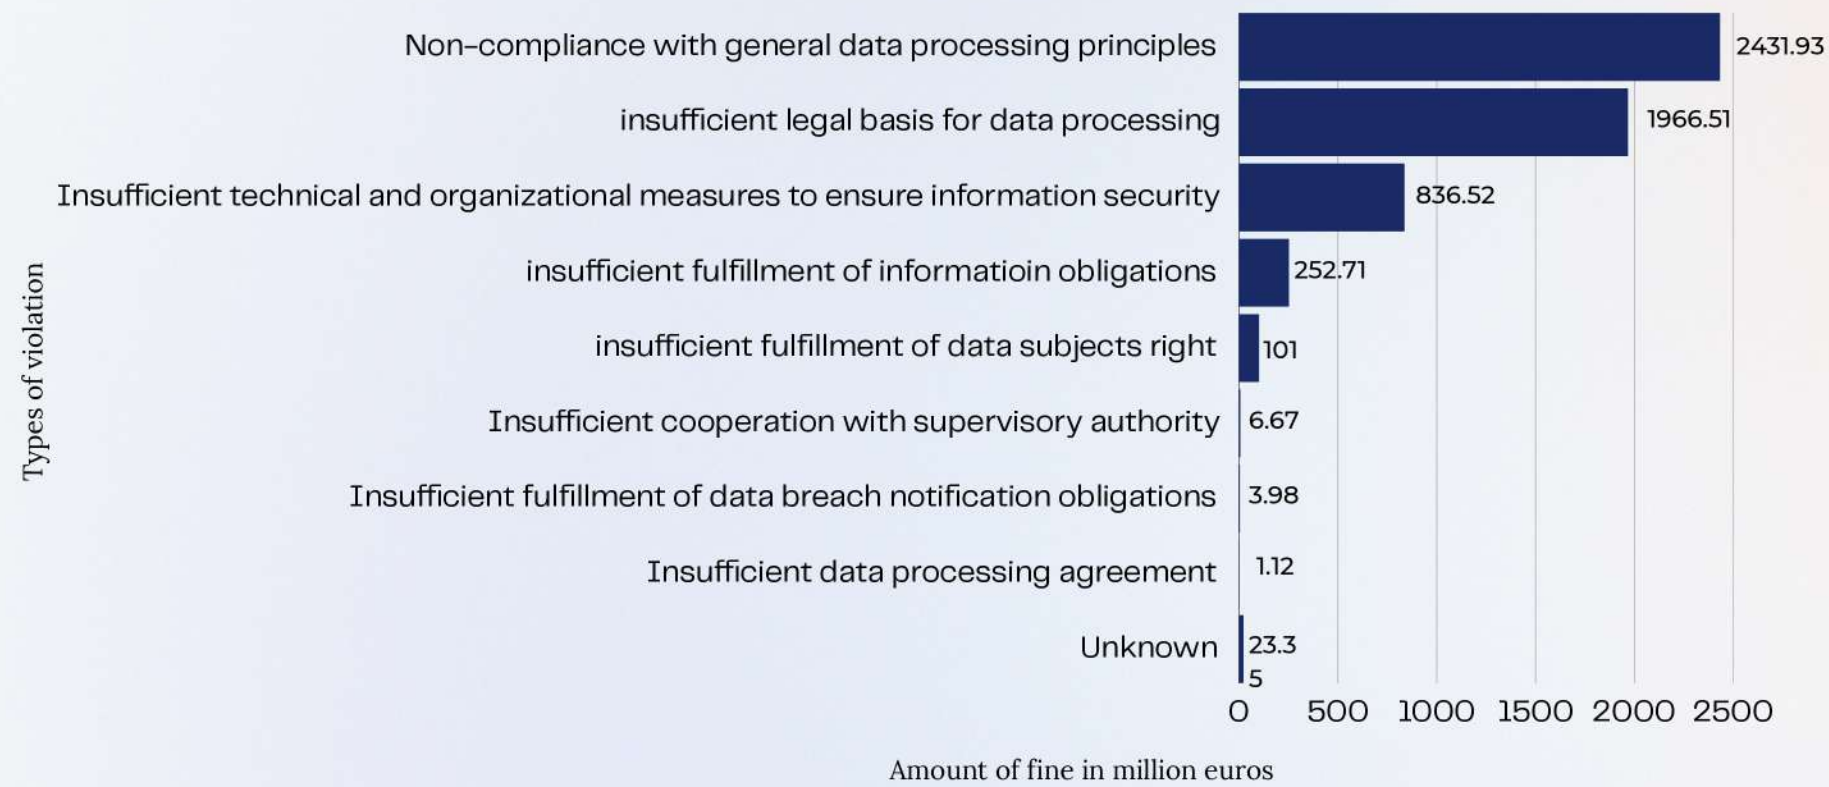 Non-compliance with general data processing principles 2431.93
insufficient legal basis for data processing 1966.51
Insufficient technical and organizational measures to ensure information security 836.52
insufficient fulfillment of informatioin obligations 252.71
insufficient fulfillment of data subjects right 101
Insufficient cooperation with supervisory authority 6.67
Insufficient fulfillment of data breach notification obligations 3.98
Insufficient data processing agreement 1.12
Unknown 23.3
5
0 500 1000 1500 2000 2500
Types of violation
Amount of fine in million euros